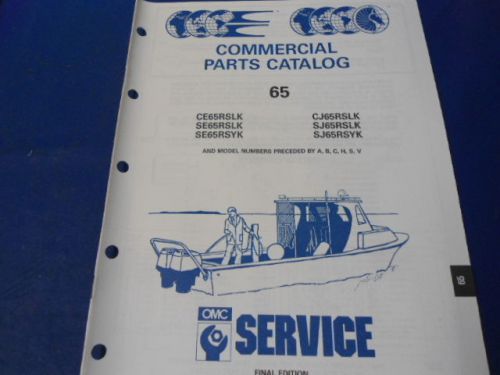 COMMERCIAL
PARTS CATALOG
65
CE65RSLK CJ65RSLK
SE65RSLK SJ65RSLK
SE65RSYK SJ65RSYK
AND MODEL NUMBERS PRECEDED BY A, B, C, H, S, V
65
OMC
SERVICE
FINAL EDITION